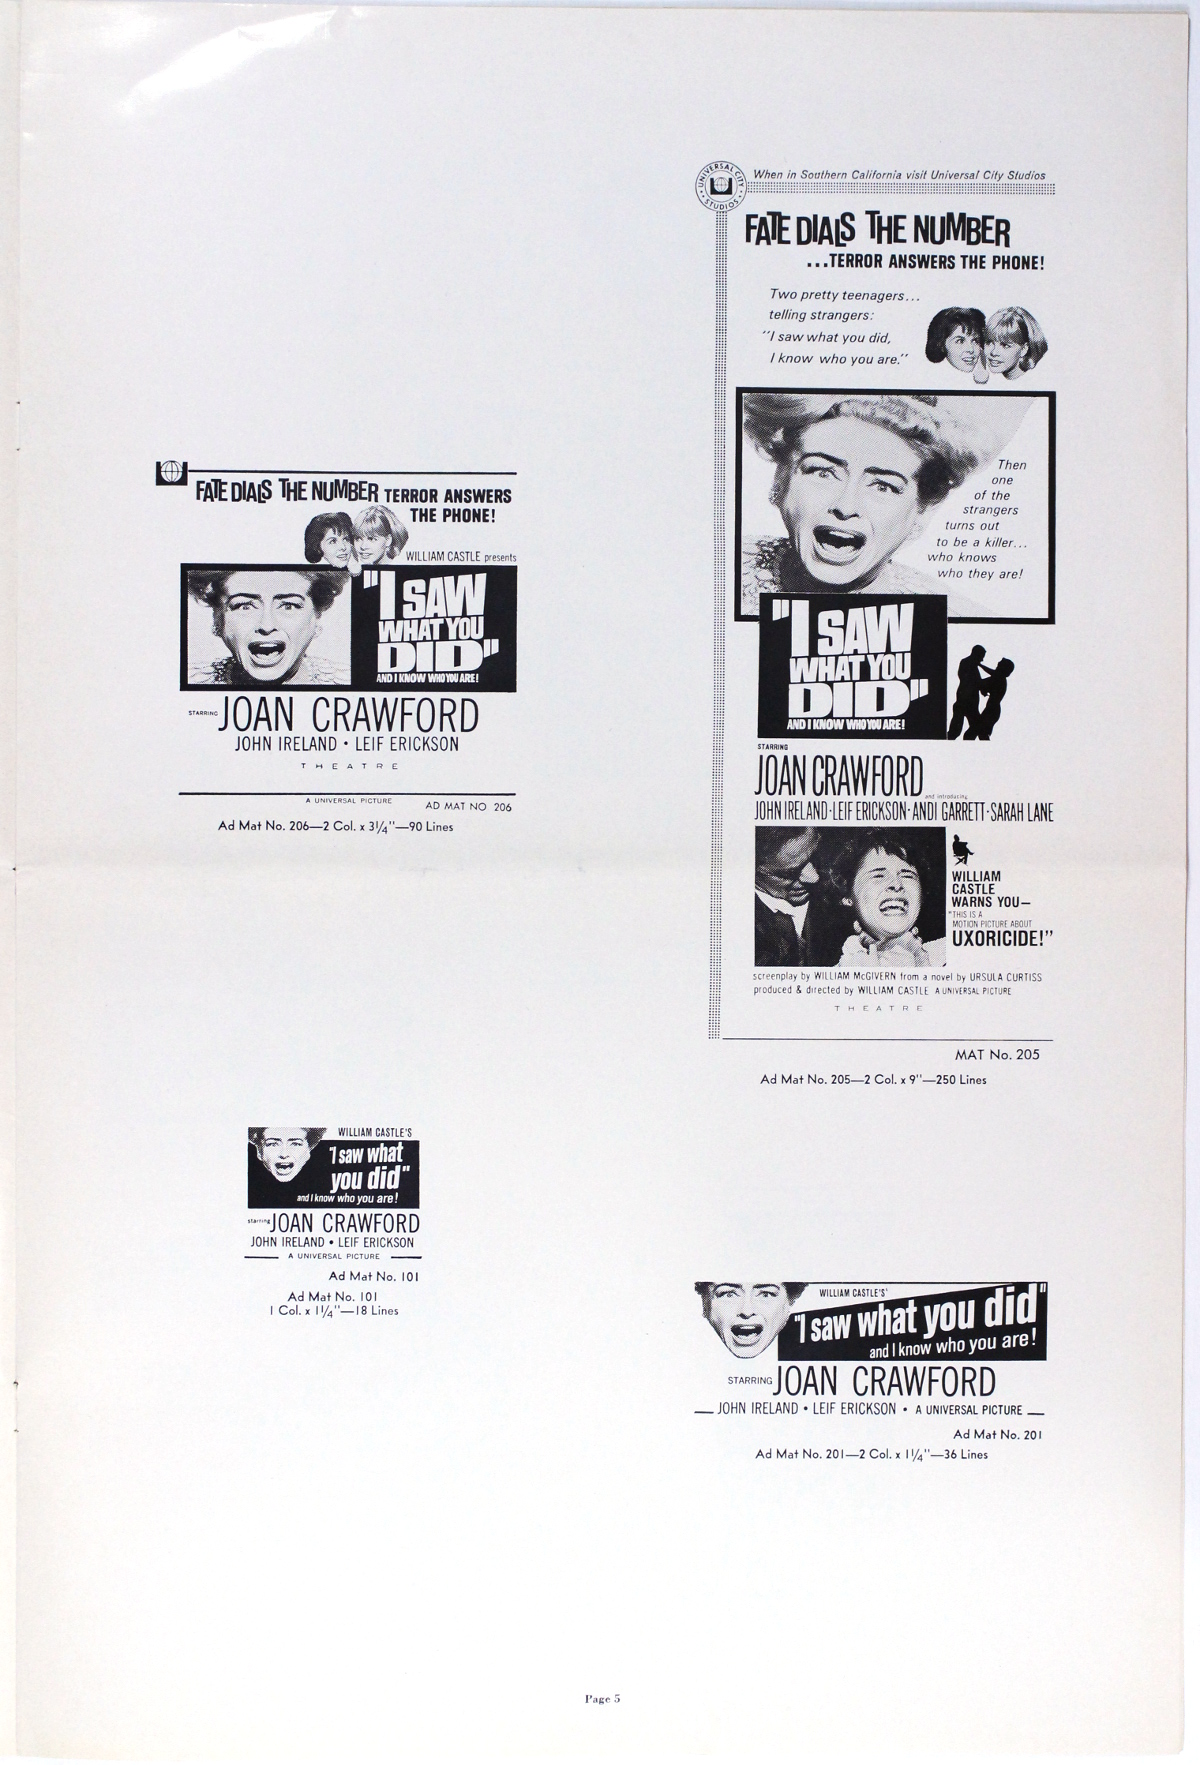 FATE DIALS THE NUMBER TERROR ANSWERS
THE PHONE!
WILLIAM CASTLE presents
"I SAW
WHAT YOU
DID"
AND I KNOW WHO YOU ARE!
STARRING JOAN CRAWFORD
JOHN IRELAND • LEIF ERICKSON
THEATRE
A UNIVERSAL PICTURE
AD MAT NO 206
Ad Mat No. 206—2 Col. x 3¼"—90 Lines
WILLIAM CASTLE'S
"I saw what
you did"
and I know who you are!
starring JOAN CRAWFORD
JOHN IRELAND • LEIF ERICKSON
A UNIVERSAL PICTURE
Ad Mat No. 101
Ad Mat No. 101
1 Col. x 1¼"—18 Lines
UNIVERSAL CITY STUDIOS
When in Southern California visit Universal City Studios
FATE DIALS THE NUMBER
...TERROR ANSWERS THE PHONE!
Two pretty teenagers...
telling strangers:
"I saw what you did,
I know who you are."
Then
one
of the
strangers
turns out
to be a killer...
who knows
who they are!
"I SAW
WHAT YOU
DID"
AND I KNOW WHO YOU ARE!
STARRING
JOAN CRAWFORD
and introducing
JOHN IRELAND · LEIF ERICKSON · ANDI GARRETT · SARAH LANE
WILLIAM
CASTLE
WARNS YOU—
"THIS IS A
MOTION PICTURE ABOUT
UXORICIDE!"
screenplay by WILLIAM McGIVERN from a novel by URSULA CURTISS
produced & directed by WILLIAM CASTLE A UNIVERSAL PICTURE
THEATRE
MAT No. 205
Ad Mat No. 205—2 Col. x 9"—250 Lines
WILLIAM CASTLE'S'
"I saw what you did"
and I know who you are!
STARRING JOAN CRAWFORD
JOHN IRELAND • LEIF ERICKSON • A UNIVERSAL PICTURE
Ad Mat No. 201
Ad Mat No. 201—2 Col. x 1¼"—36 Lines
Page 5